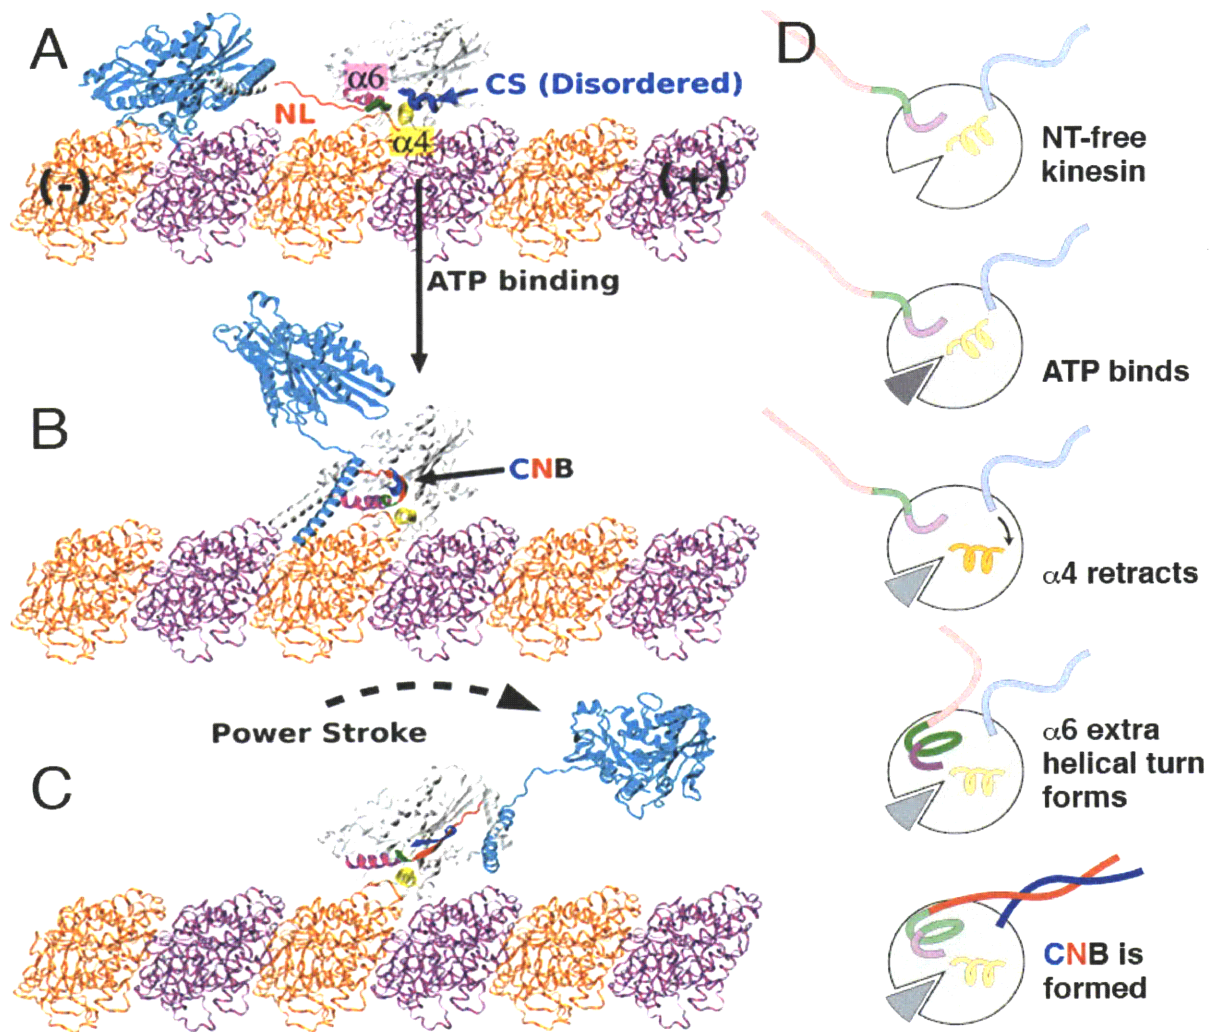 A
α6
CS (Disordered)
NL
α4
(-)
(+)
ATP binding
B
CNB
Power Stroke
C
D
NT-free
kinesin
ATP binds
α4 retracts
α6 extra
helical turn
forms
CNB is
formed